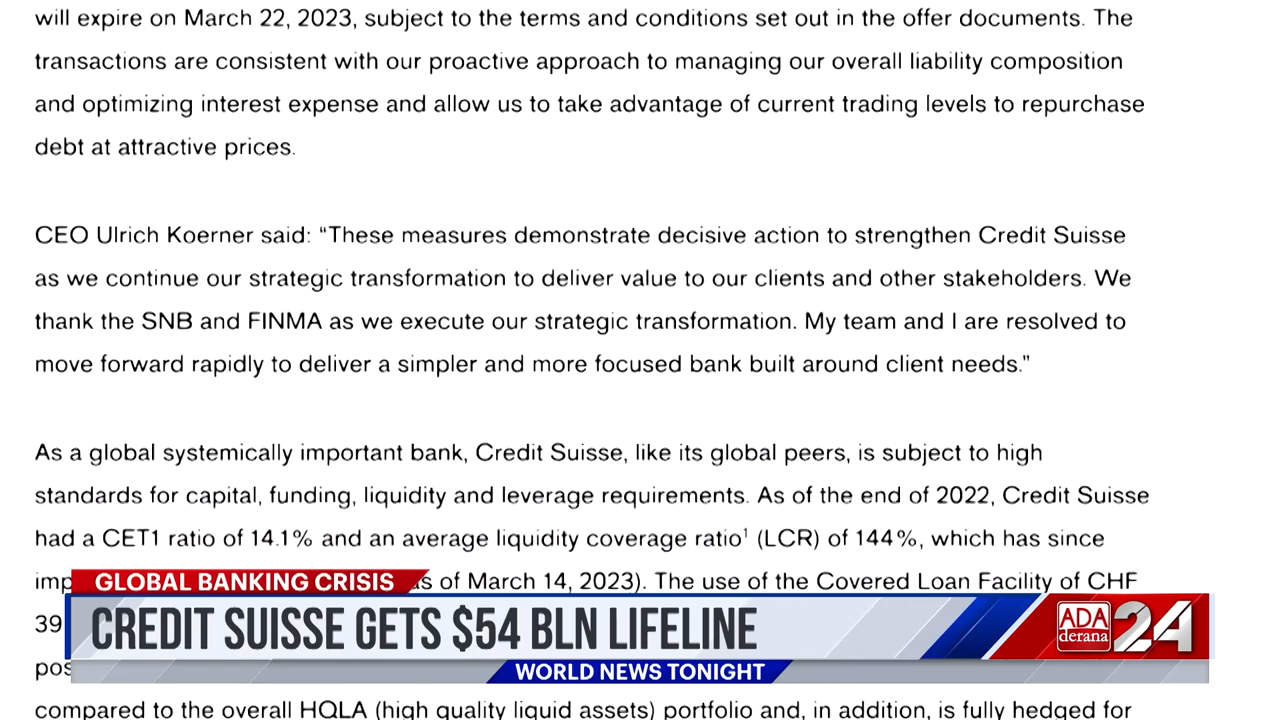 will expire on March 22, 2023, subject to the terms and conditions set out in the offer documents. The
transactions are consistent with our proactive approach to managing our overall liability composition
and optimizing interest expense and allow us to take advantage of current trading levels to repurchase
debt at attractive prices.
CEO Ulrich Koerner said: “These measures demonstrate decisive action to strengthen Credit Suisse
as we continue our strategic transformation to deliver value to our clients and other stakeholders. We
thank the SNB and FINMA as we execute our strategic transformation. My team and I are resolved to
move forward rapidly to deliver a simpler and more focused bank built around client needs.”
As a global systemically important bank, Credit Suisse, like its global peers, is subject to high
standards for capital, funding, liquidity and leverage requirements. As of the end of 2022, Credit Suisse
had a CET1 ratio of 14.1% and an average liquidity coverage ratio¹ (LCR) of 144%, which has since
of March 14, 2023). The use of the Covered Loan Facility of CHF
39
compared to the overall HQLA (high quality liquid assets) portfolio and, in addition, is fully hedged for
GLOBAL BANKING CRISIS
CREDIT SUISSE GETS $54 BLN LIFELINE
WORLD NEWS TONIGHT
ADA
derana
24